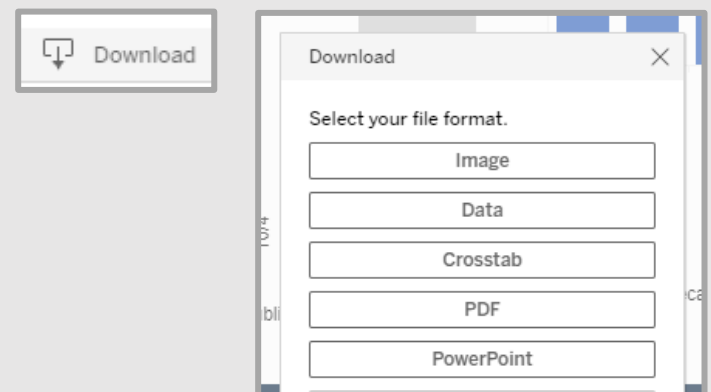 Download
Download
Select your file format.
Image
Data
Crosstab
PDF
PowerPoint